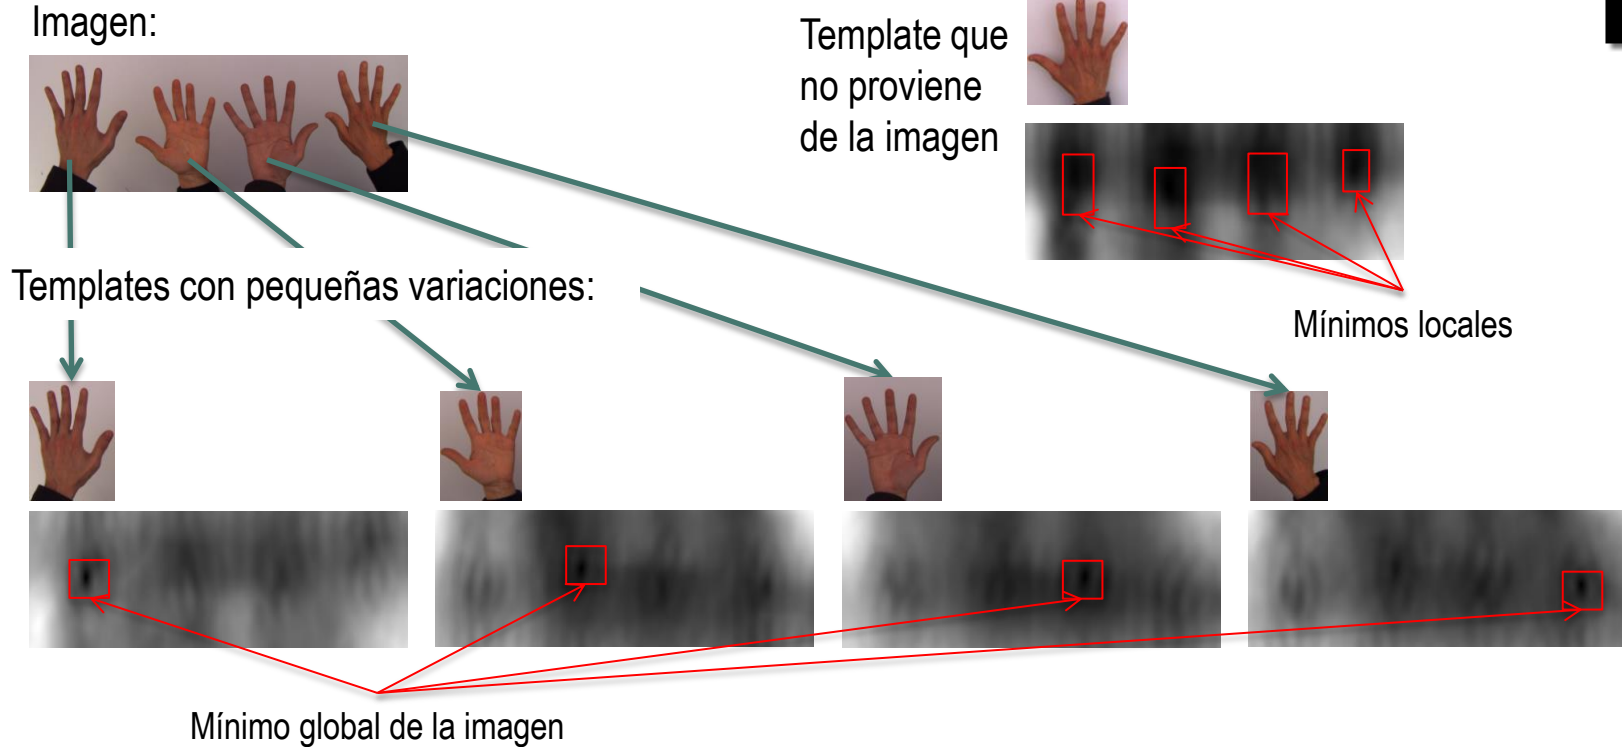 Imagen:
Template que
no proviene
de la imagen
Mínimos locales
Templates con pequeñas variaciones:
Mínimo global de la imagen